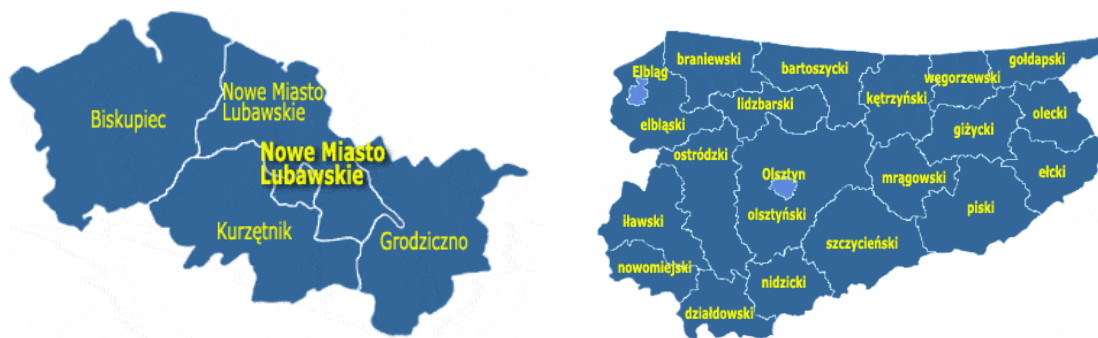 Nowe Miasto
Lubawskie
Biskupiec
Nowe Miasto
Lubawskie
Kurzętnik
Grodziczno
Elbląg
braniewski
bartoszycki
gołdapski
węgorzewski
kętrzyński
lidzbarski
elbląski
olecki
giżycki
ostródzki
Olsztyn
mrągowski
ełcki
piski
iławski
olsztyński
szczycieński
nowomiejski
nidzicki
działdowski